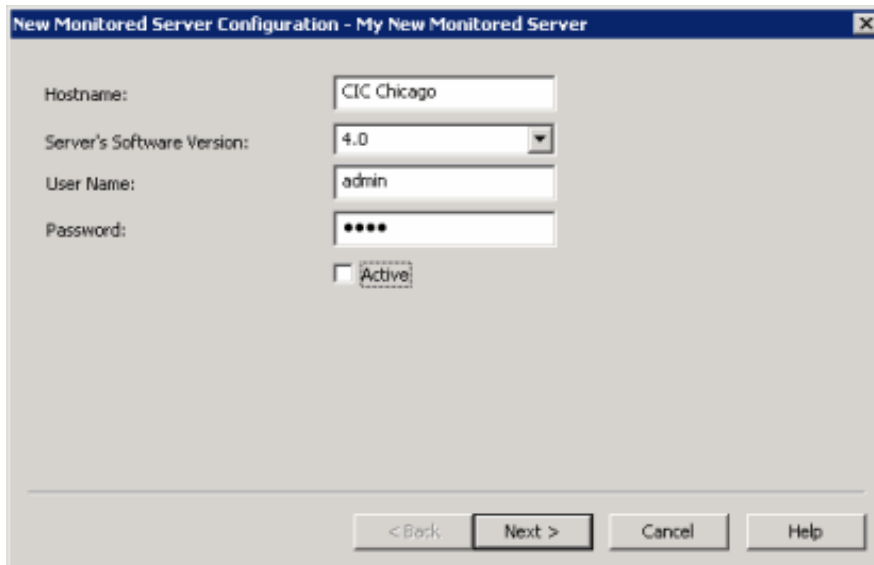 New Monitored Server Configuration - My New Monitored Server
Hostname: CIC Chicago
Server's Software Version: 4.0
User Name: admin
Password: ••••
Active
< Back Next > Cancel Help